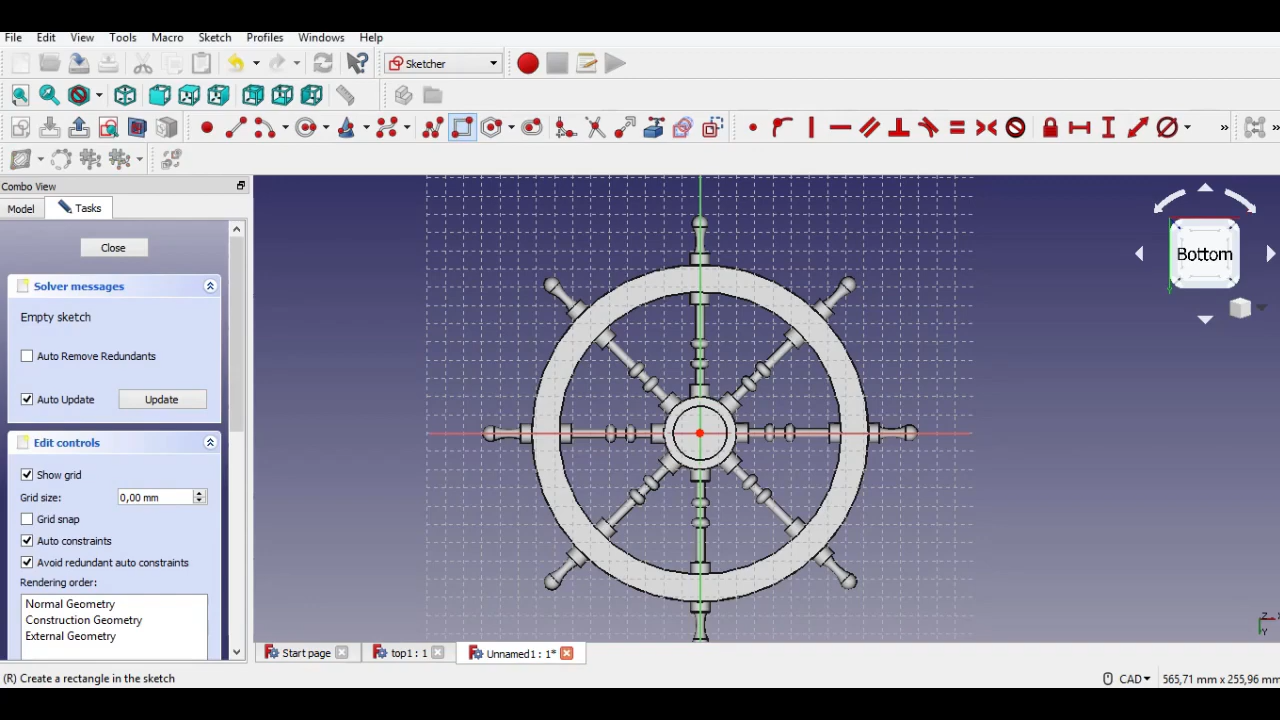 File Edit View Tools Macro Sketch Profiles Windows Help
Sketcher
Combo View
Model Tasks
Close
Solver messages
Empty sketch
Auto Remove Redundants
Auto Update Update
Edit controls
Show grid
Grid size: 0,00 mm
Grid snap
Auto constraints
Avoid redundant auto constraints
Rendering order:
Normal Geometry
Construction Geometry
External Geometry
Bottom
Z
Y
Start page top1 : 1 Unnamed1 : 1*
(R) Create a rectangle in the sketch CAD 565,71 mm x 255,96 mm